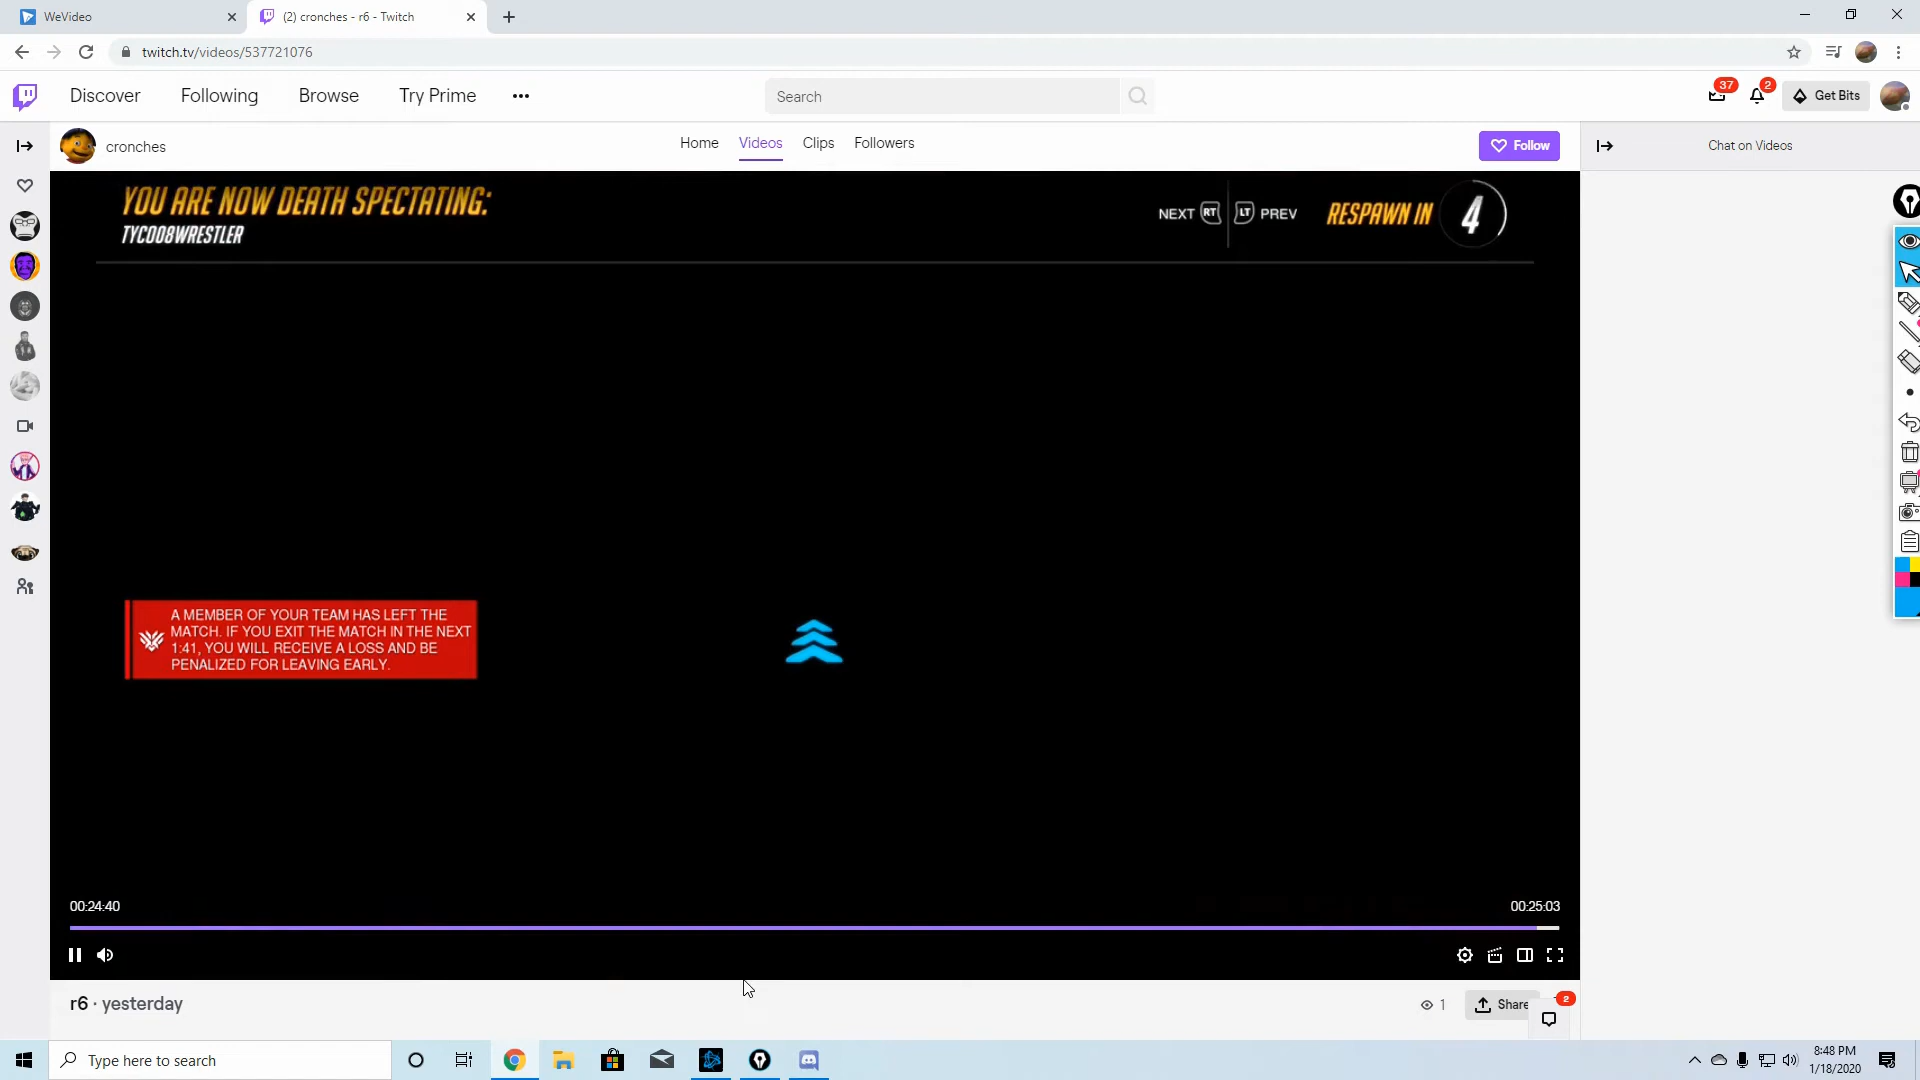 WeVideo
(2) cronches - r6 - Twitch
twitch.tv/videos/537721076
Discover
Following
Browse
Try Prime
Search
37
2
Get Bits
cronches
Home
Videos
Clips
Followers
Follow
Chat on Videos
YOU ARE NOW DEATH SPECTATING:
TYCO08WRESTLER
NEXT RT
LT PREV
RESPAWN IN
4
A MEMBER OF YOUR TEAM HAS LEFT THE
MATCH. IF YOU EXIT THE MATCH IN THE NEXT
1:41, YOU WILL RECEIVE A LOSS AND BE
PENALIZED FOR LEAVING EARLY.
00:24:40
00:25:03
r6 · yesterday
1
Share
2
Type here to search
8:48 PM
1/18/2020